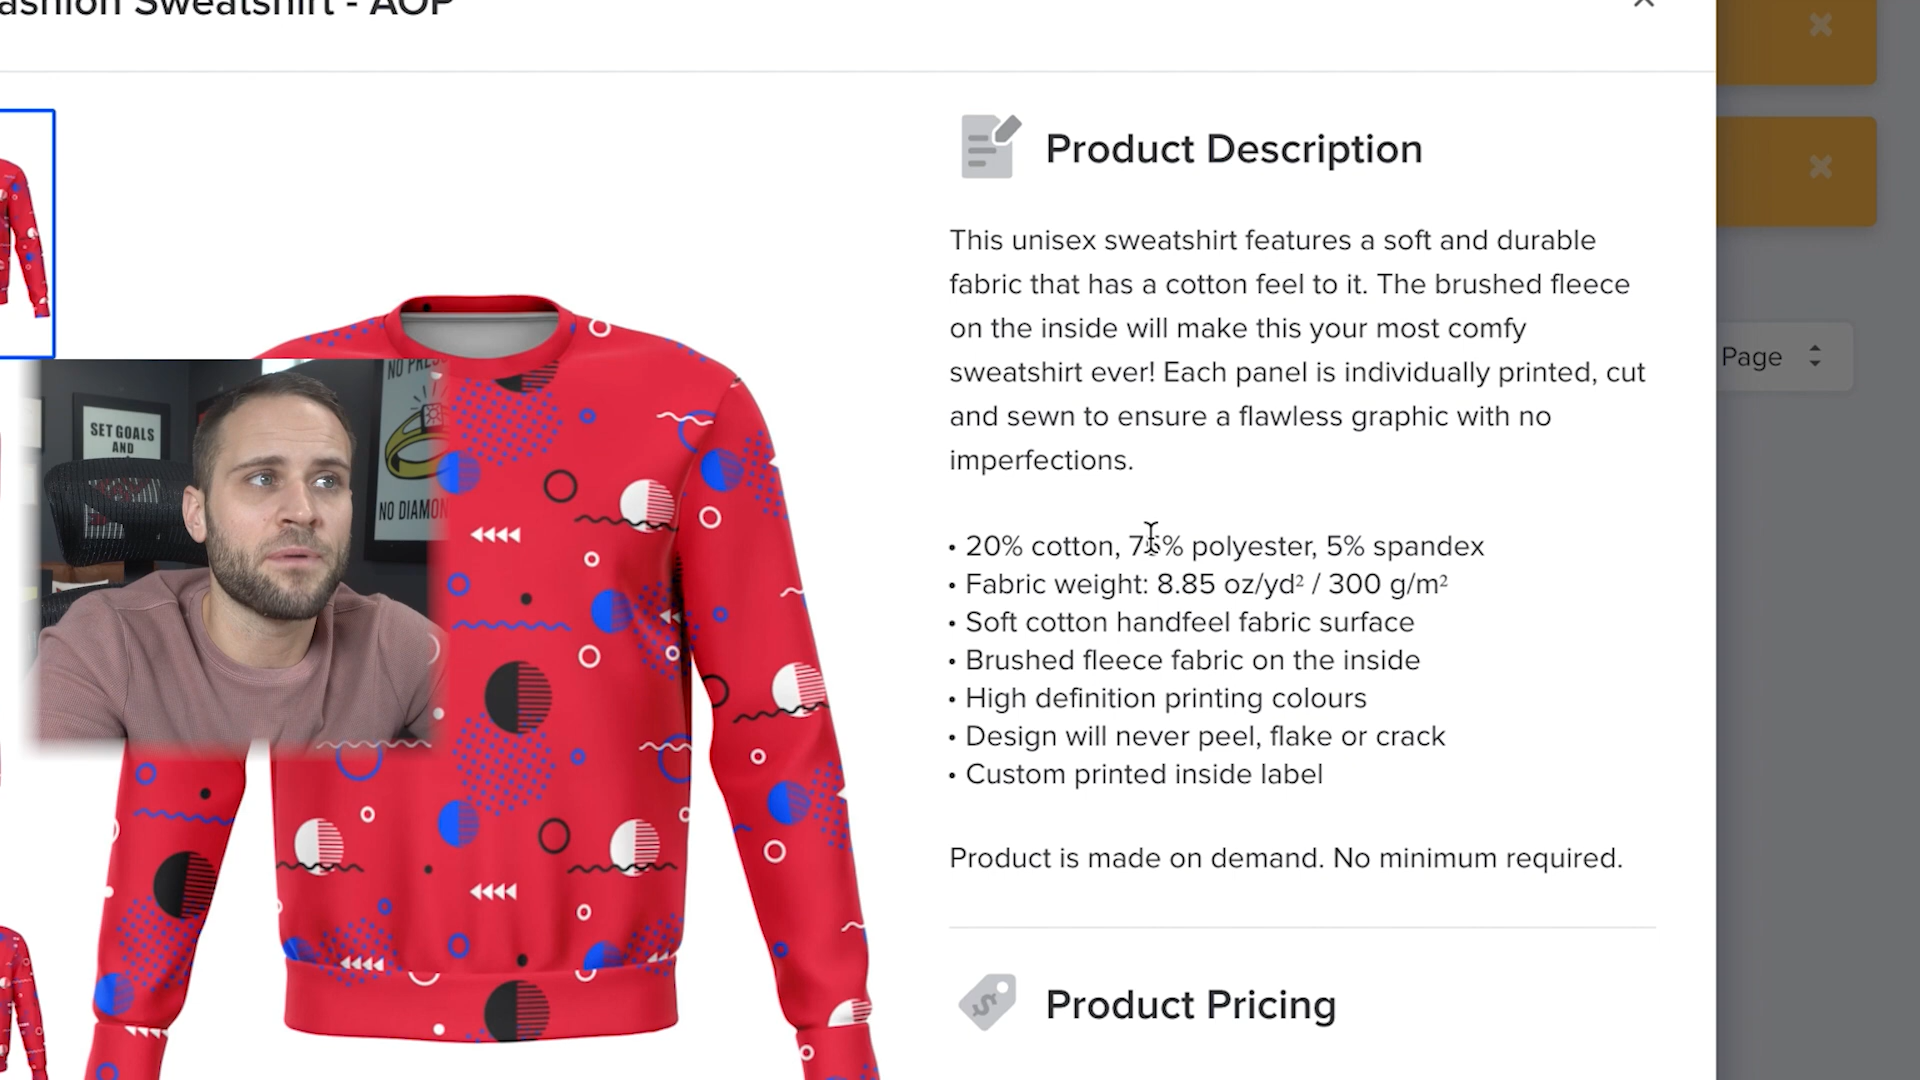 ashion Sweatshirt - AOP
Product Description
This unisex sweatshirt features a soft and durable
fabric that has a cotton feel to it. The brushed fleece
on the inside will make this your most comfy
sweatshirt ever! Each panel is individually printed, cut
and sewn to ensure a flawless graphic with no
imperfections.
• 20% cotton, 75% polyester, 5% spandex
• Fabric weight: 8.85 oz/yd² / 300 g/m²
• Soft cotton handfeel fabric surface
• Brushed fleece fabric on the inside
• High definition printing colours
• Design will never peel, flake or crack
• Custom printed inside label
Product is made on demand. No minimum required.
Product Pricing
Page
SET GOALS
AND
NO PRES
NO DIAMON